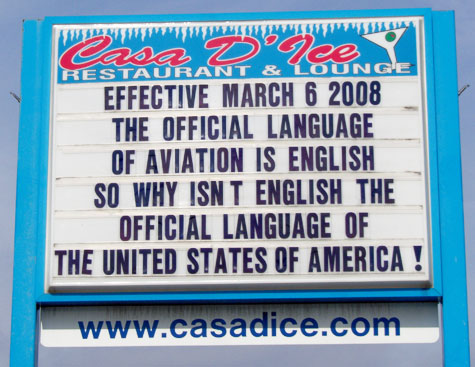 Casa D'Ice
RESTAURANT & LOUNGE
EFFECTIVE MARCH 6 2008
THE OFFICIAL LANGUAGE
OF AVIATION IS ENGLISH
SO WHY ISN T ENGLISH THE
OFFICIAL LANGUAGE OF
THE UNITED STATES OF AMERICA !
www.casadice.com